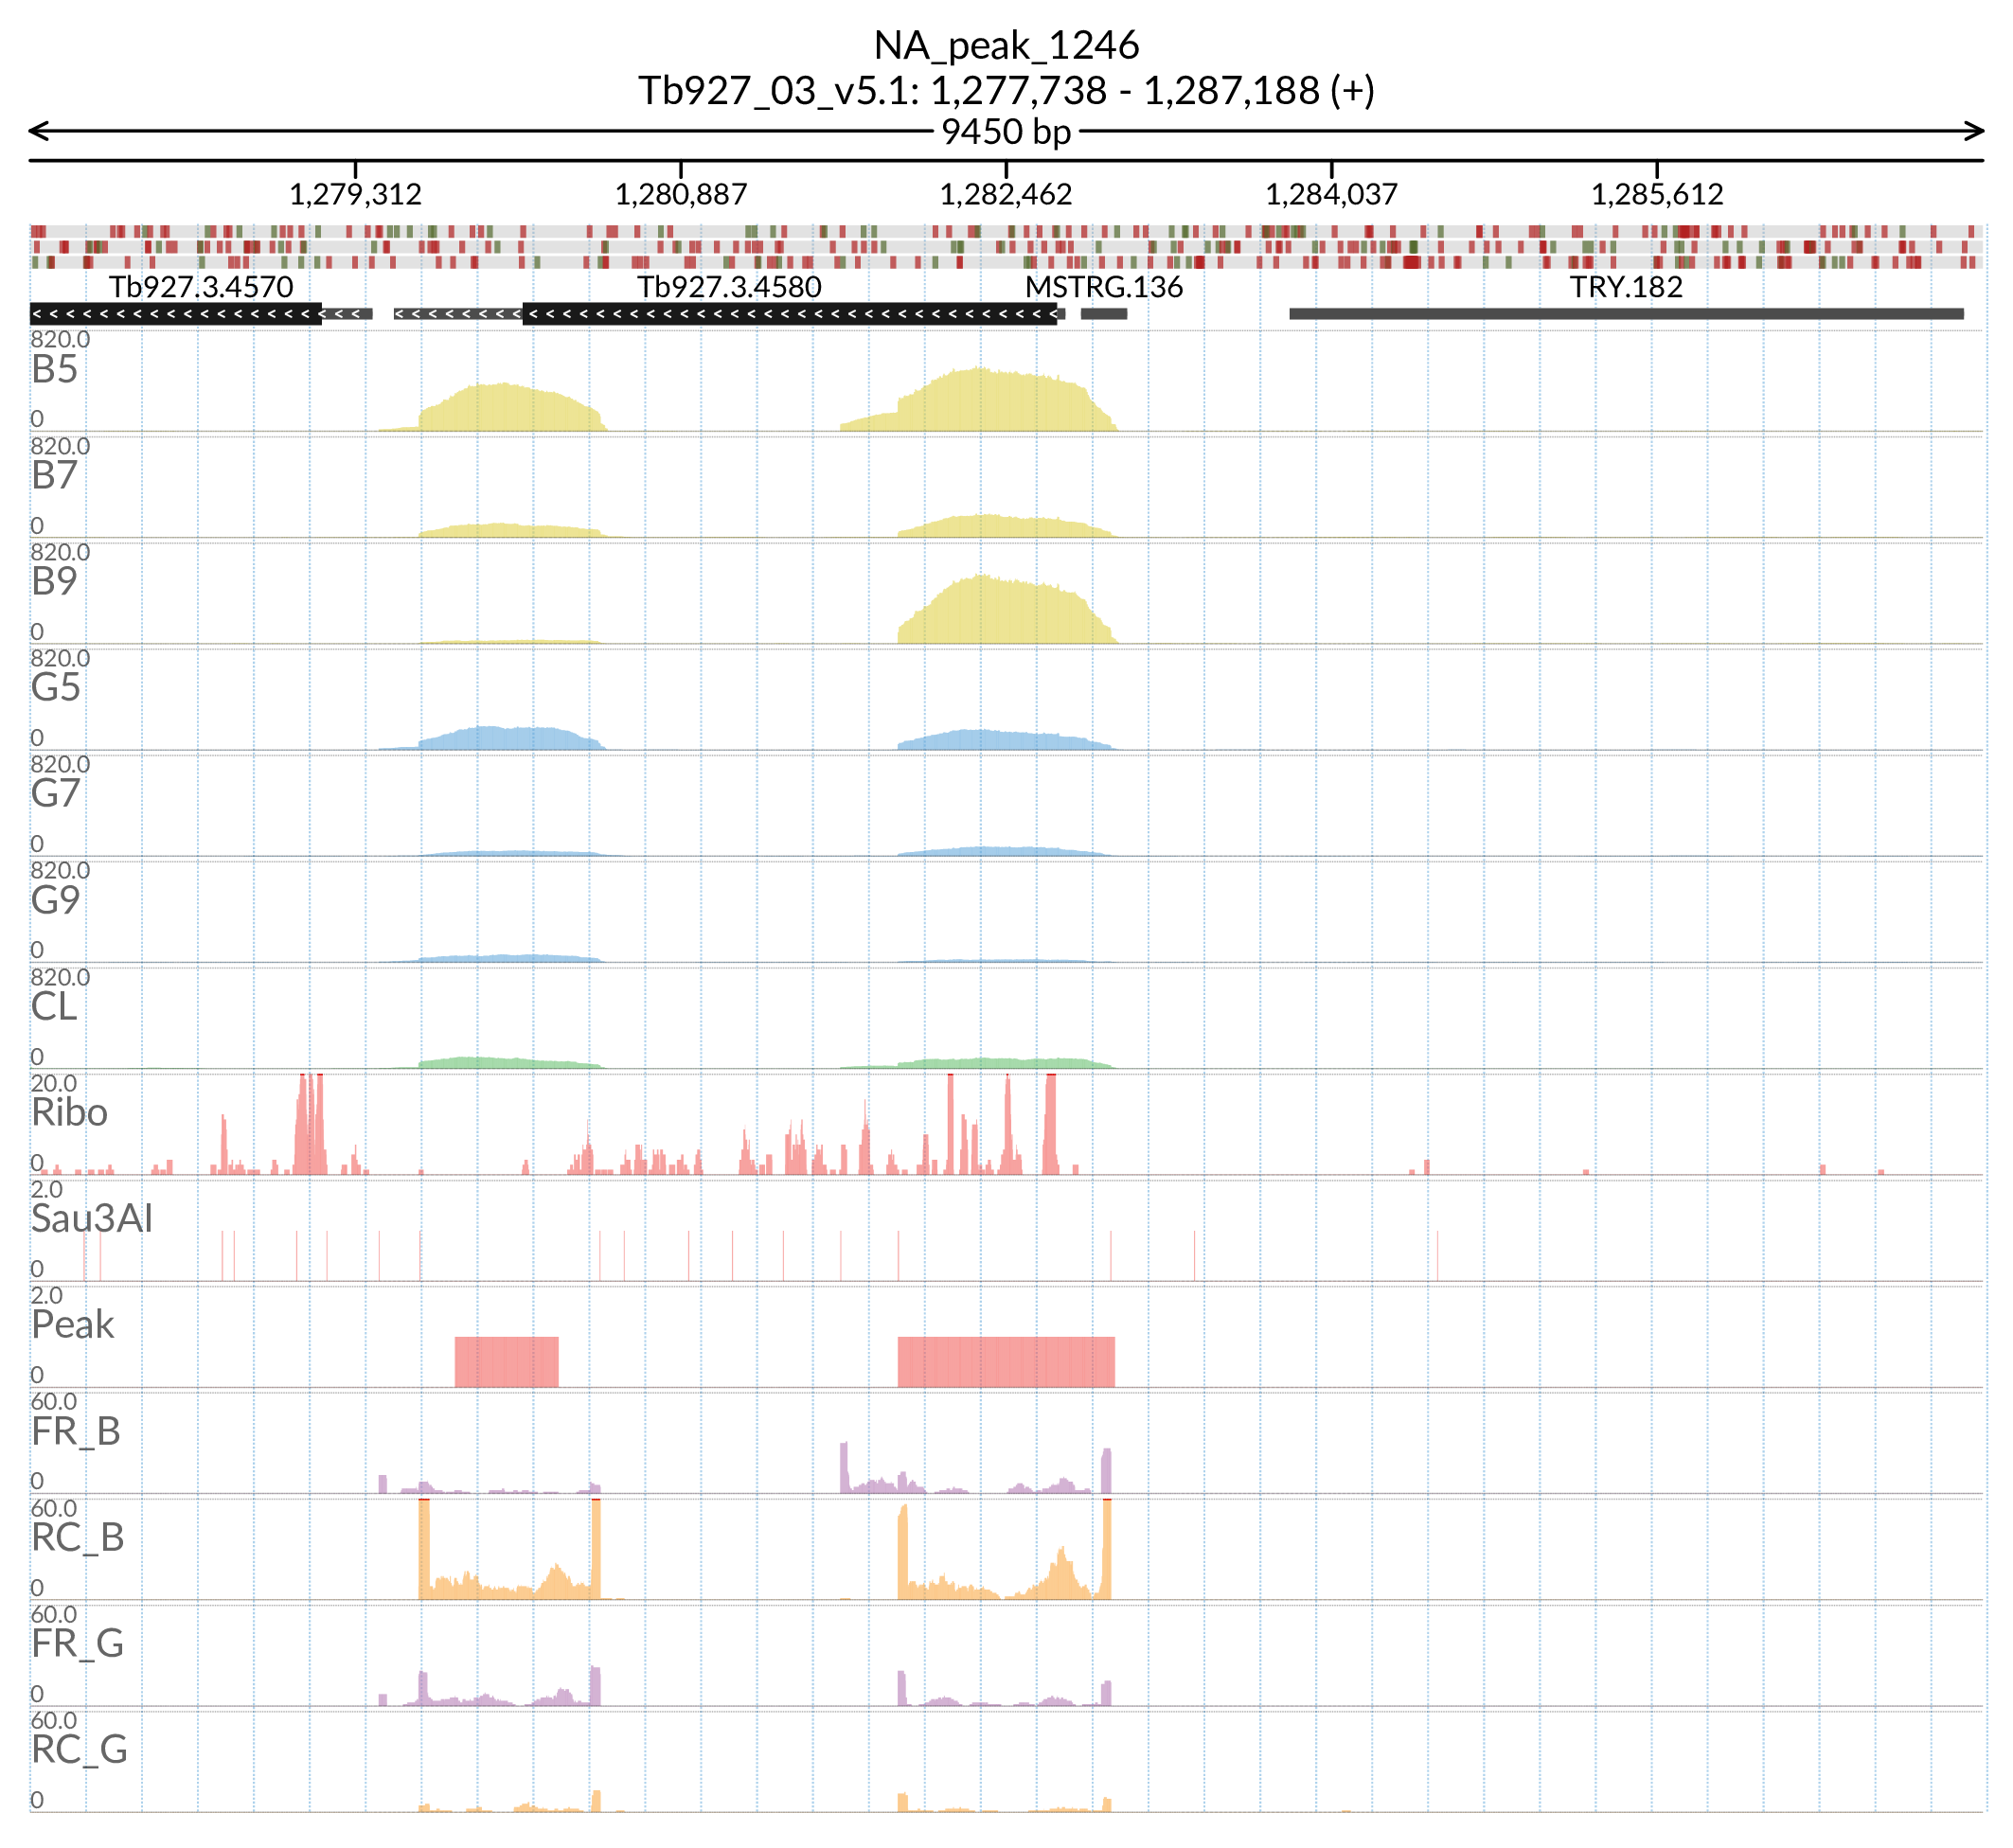 NA_peak_1246
Tb927_03_v5.1: 1,277,738 - 1,287,188 (+)
9450 bp
1,279,312 1,280,887 1,282,462 1,284,037 1,285,612
Tb927.3.4570 Tb927.3.4580 MSTRG.136 TRY.182
820.0
B5
0
820.0
B7
0
820.0
B9
0
820.0
G5
0
820.0
G7
0
820.0
G9
0
820.0
CL
0
20.0
Ribo
0
2.0
Sau3AI
0
2.0
Peak
0
60.0
FR_B
0
60.0
RC_B
0
60.0
FR_G
0
60.0
RC_G
0